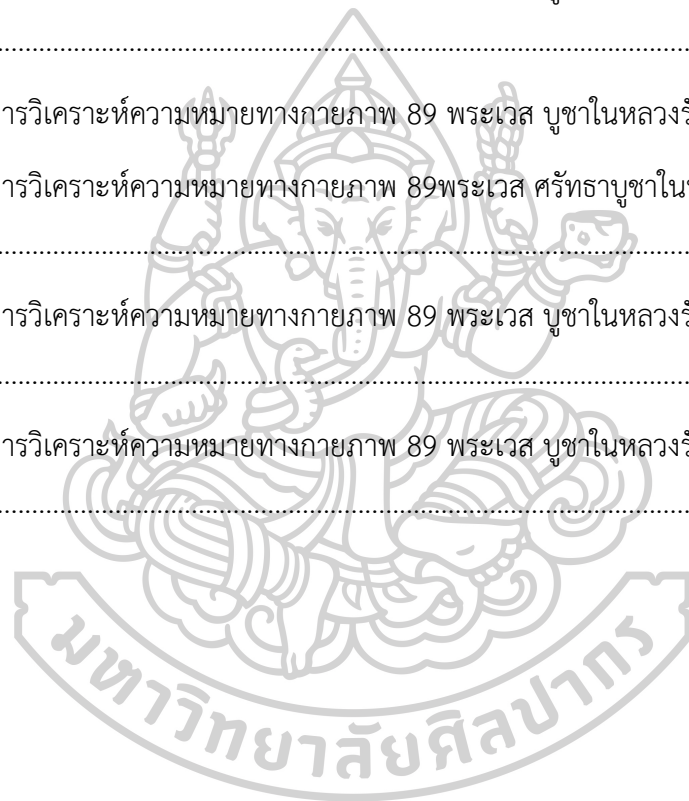 ...............................................................................................................
ารวิเคราะห์ความหมายทางกายภาพ 89 พระเวส บูชาในหลวงรั
ารวิเคราะห์ความหมายทางกายภาพ 89พระเวส ศรัทธาบูชาใน
...............................................................................................................
ารวิเคราะห์ความหมายทางกายภาพ 89 พระเวส บูชาในหลวงรั
...............................................................................................................
ารวิเคราะห์ความหมายทางกายภาพ 89 พระเวส บูชาในหลวงรั
...............................................................................................................
มหาวิทยาลัยศิลปากร